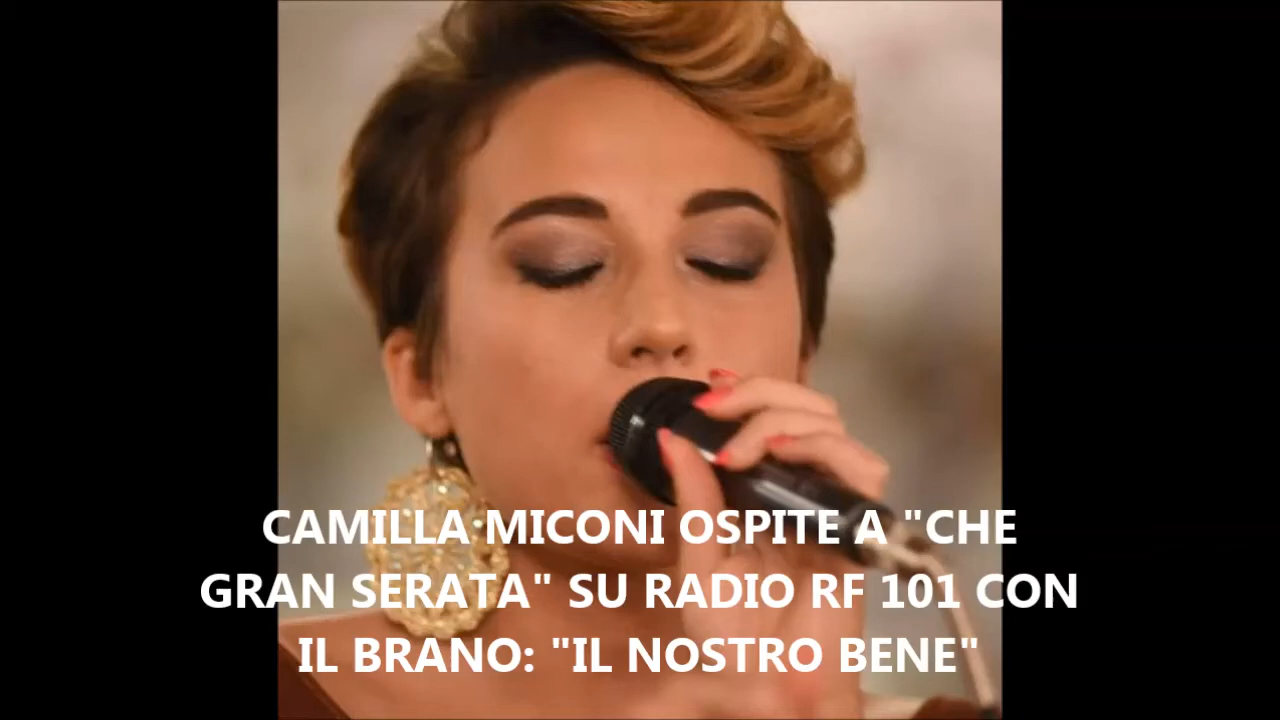 CAMILLA MICONI OSPITE A "CHE
GRAN SERATA" SU RADIO RF 101 CON
IL BRANO: "IL NOSTRO BENE"